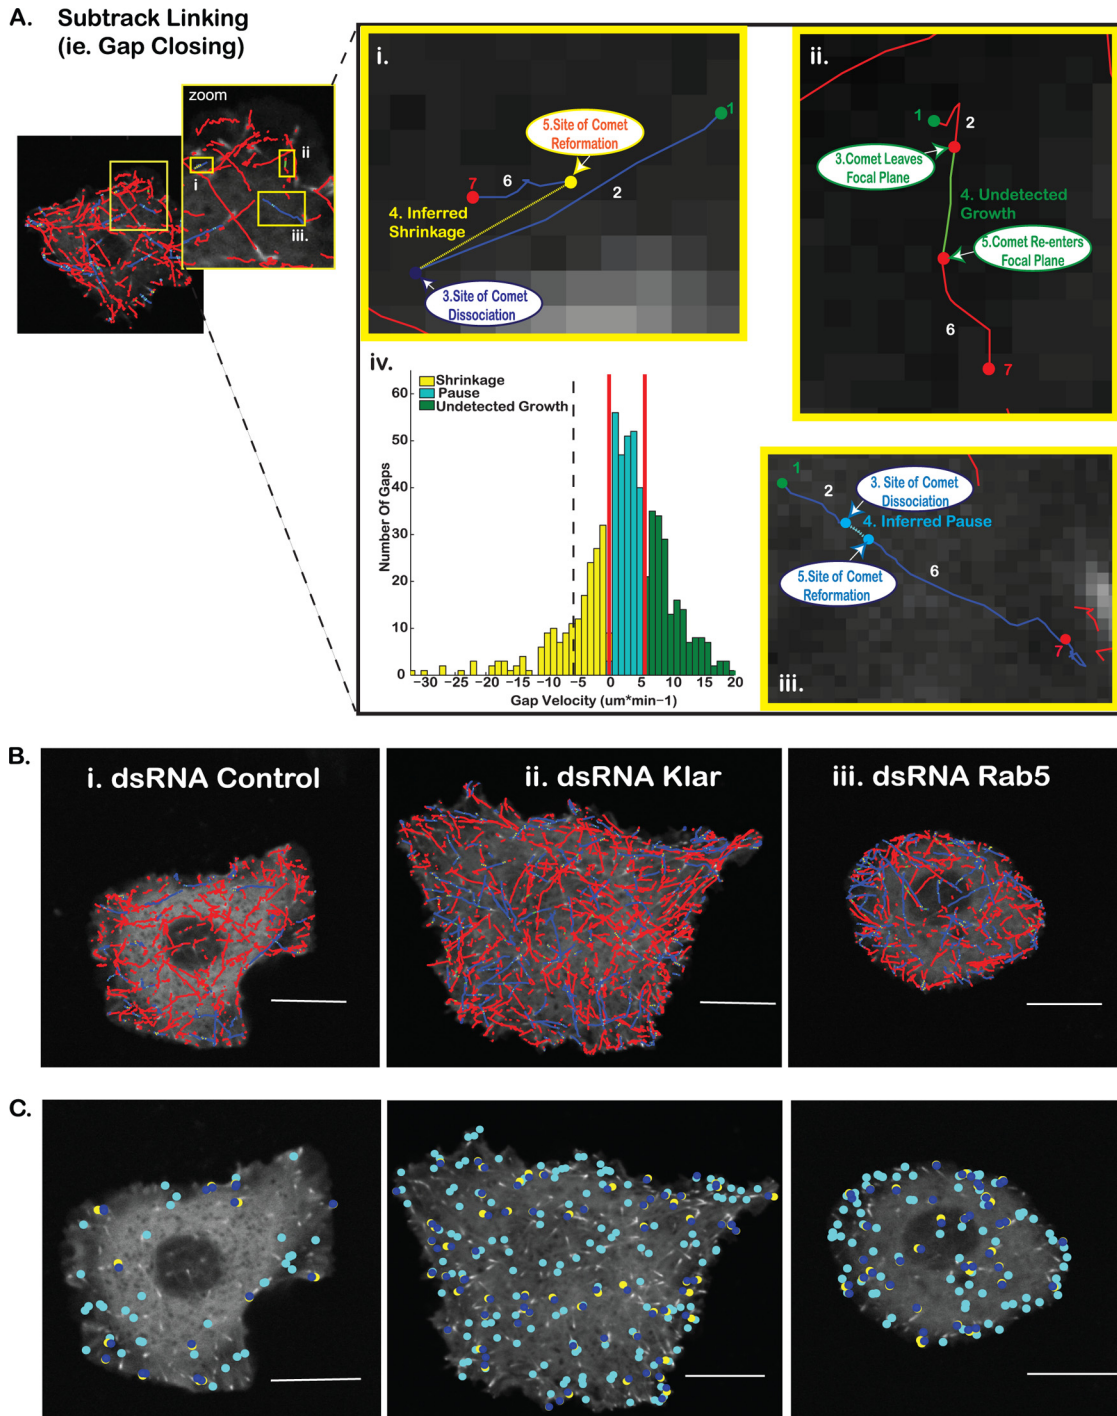 A. Subtrack Linking
(ie. Gap Closing)
zoom
i
ii
iii.
i.
1
5.Site of Comet
Reformation
6
2
7
4. Inferred
Shrinkage
3.Site of Comet
Dissociation
ii.
1
2
3.Comet Leaves
Focal Plane
4. Undetected
Growth
5.Comet Re-enters
Focal Plane
6
7
iv.
Shrinkage
Pause
Undetected Growth
Number Of Gaps
60
50
40
30
20
10
0
−30 −25 −20 −15 −10 −5 0 5 10 15 20
Gap Velocity (um*min−1)
1
2
3. Site of Comet
Dissociation
4. Inferred Pause
5.Site of Comet
Reformation
6
7
iii.
B.
i. dsRNA Control
ii. dsRNA Klar
iii. dsRNA Rab5
C.